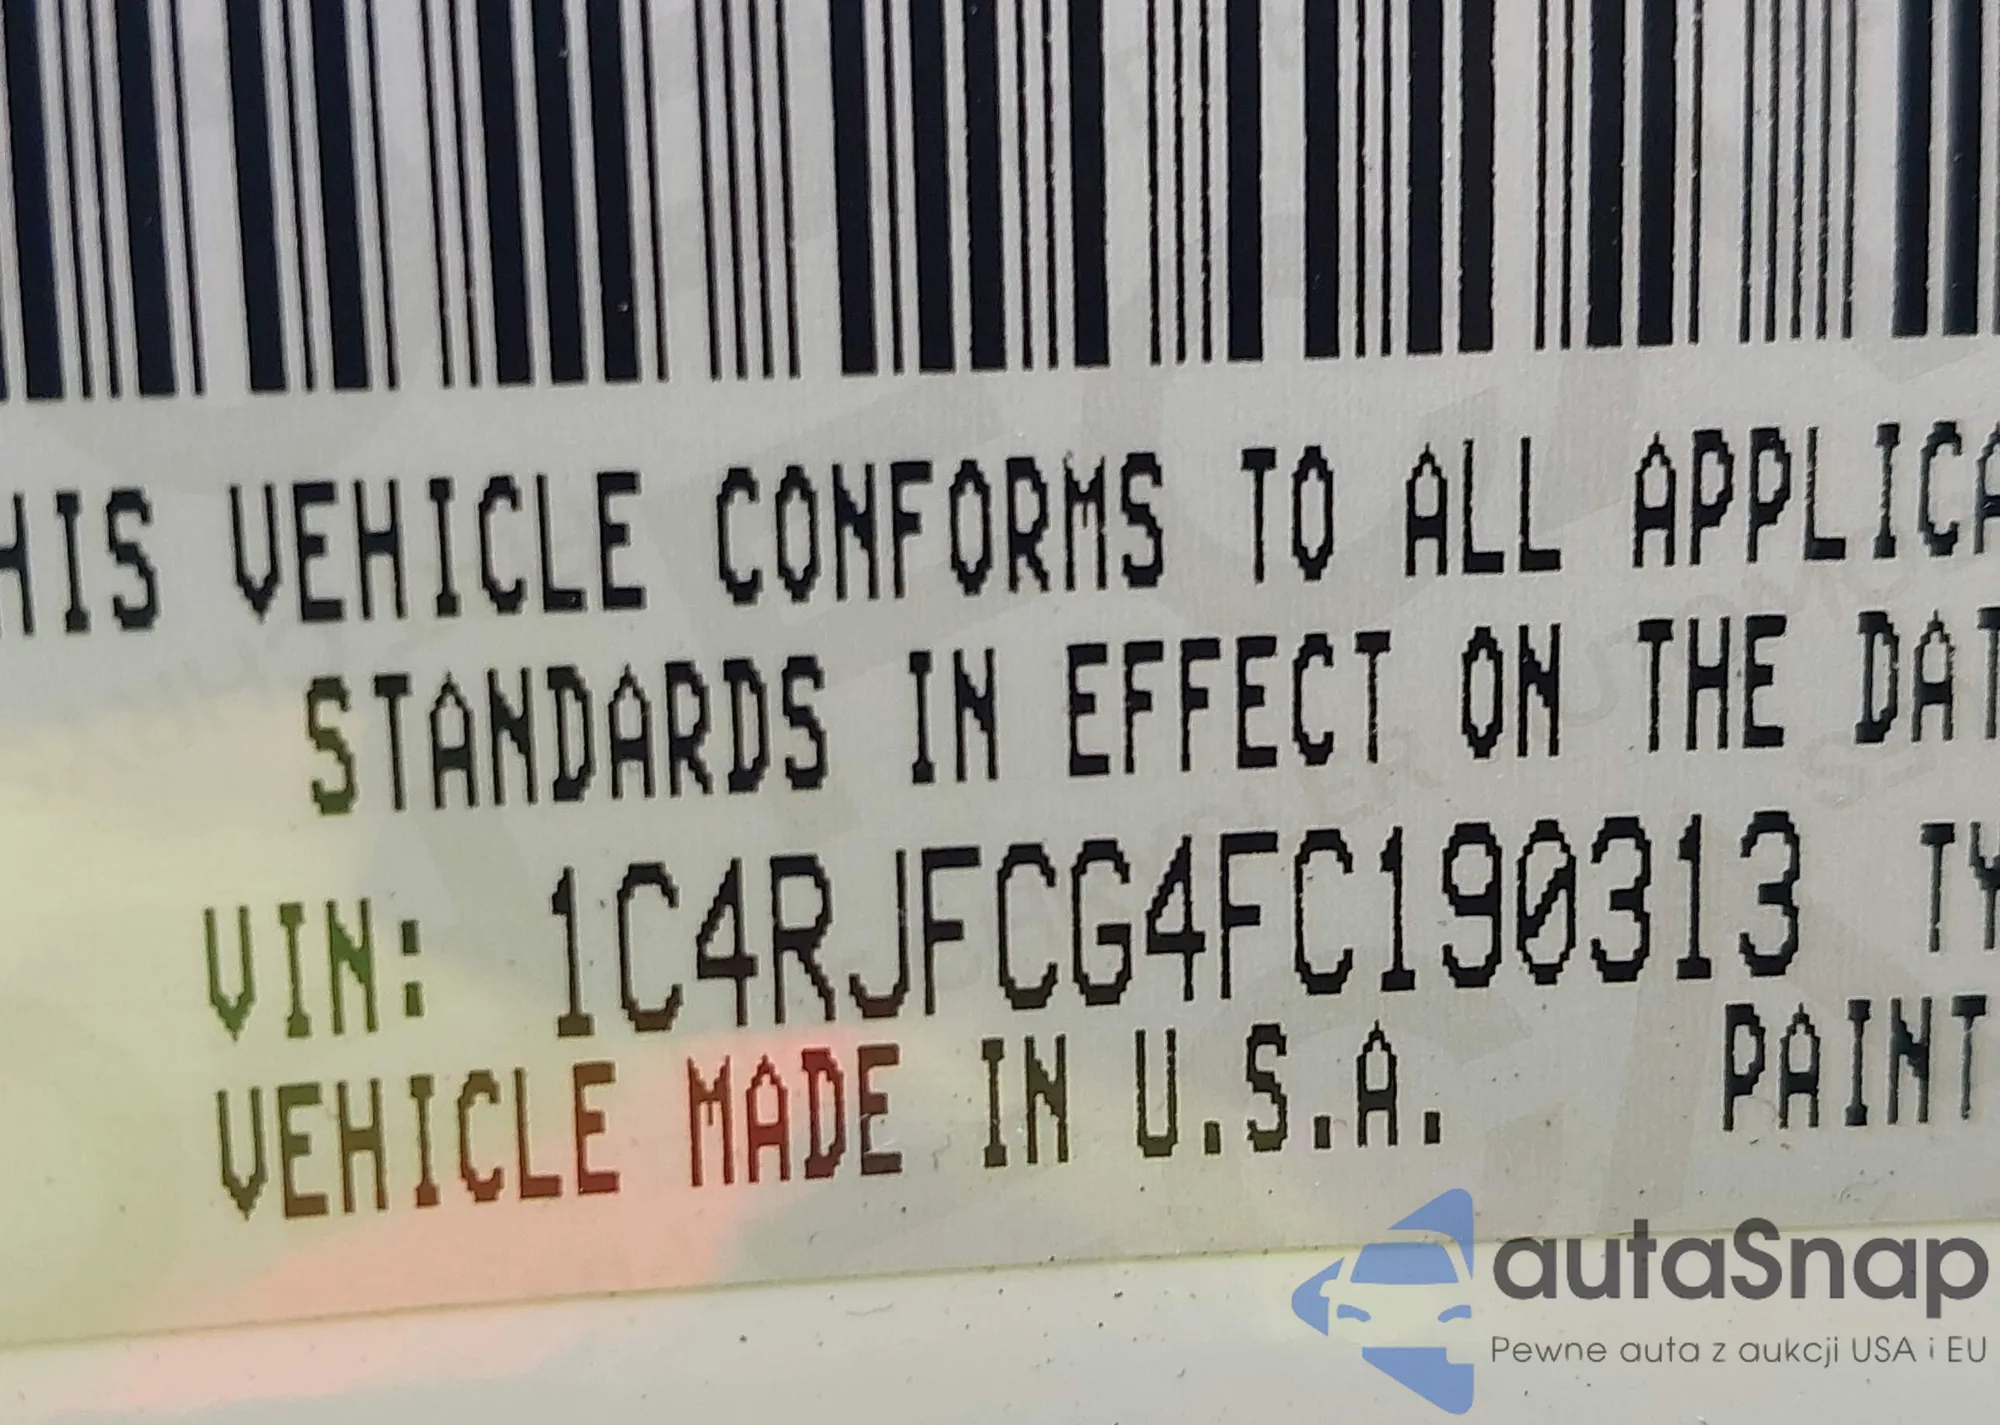 HIS VEHICLE CONFORMS TO ALL APPLICA
STANDARDS IN EFFECT ON THE DAT
VIN: 1C4RJFCG4FC190313 TY
VEHICLE MADE IN U.S.A. PAINT
autaSnap
Pewne auta z aukcji USA i EU